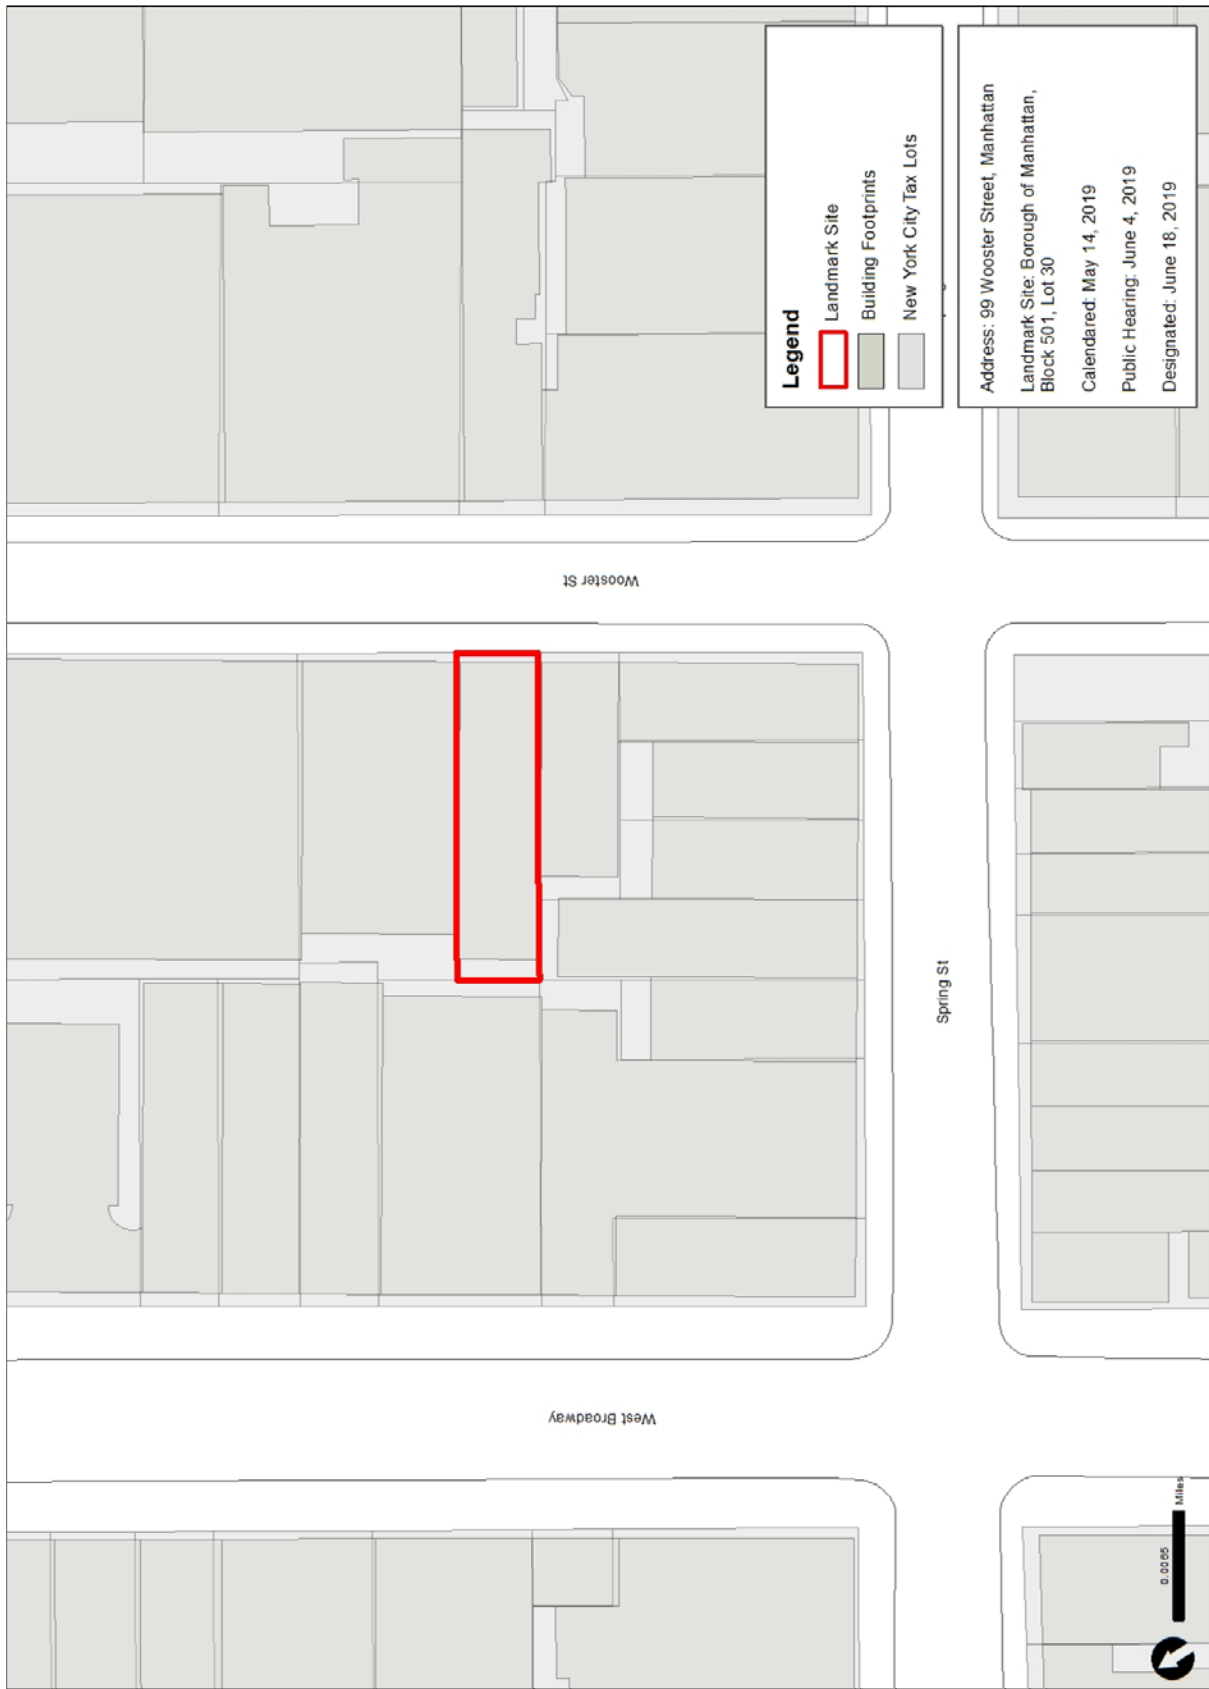 Wooster St
Spring St
West Broadway
Legend
Landmark Site
Building Footprints
New York City Tax Lots
Address: 99 Wooster Street, Manhattan
Landmark Site: Borough of Manhattan,
Block 501, Lot 30
Calendared: May 14, 2019
Public Hearing: June 4, 2019
Designated: June 18, 2019
0.0065
Miles